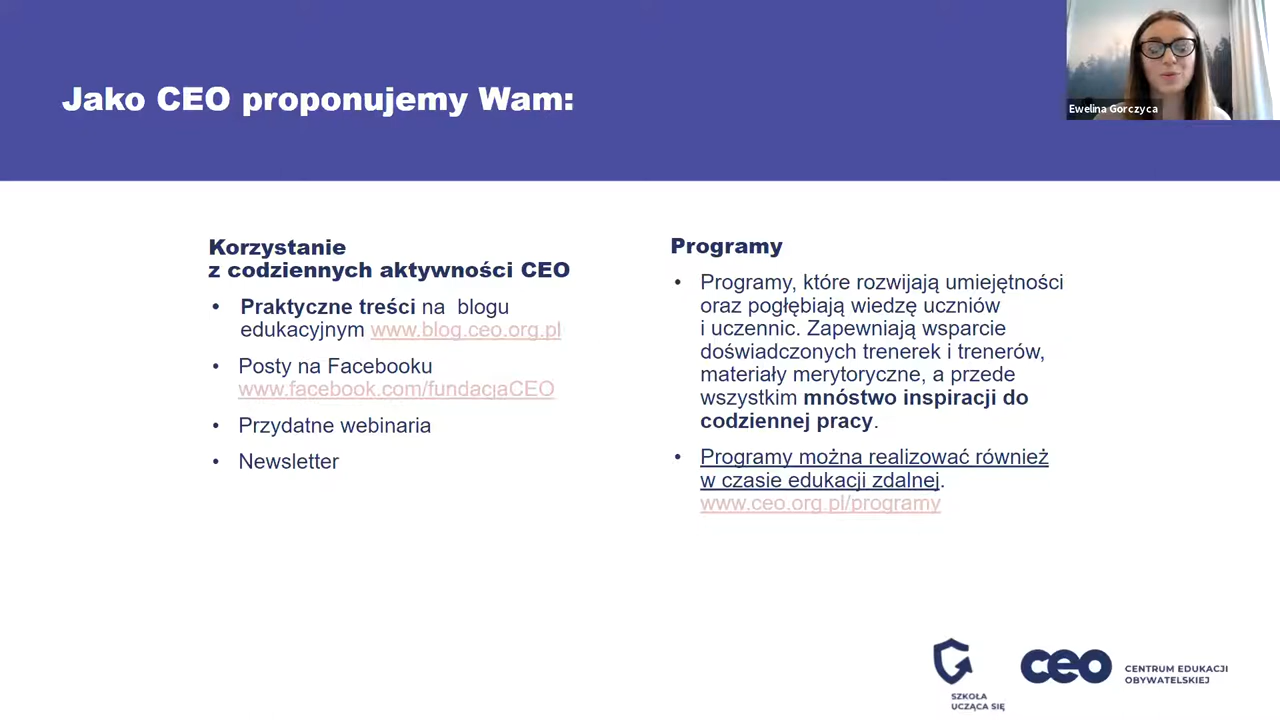 Jako CEO proponujemy Wam:
Ewelina Gorczyca
Korzystanie
z codziennych aktywności CEO
• Praktyczne treści na blogu
edukacyjnym www.blog.ceo.org.pl
• Posty na Facebooku
www.facebook.com/fundacjaCEO
• Przydatne webinaria
• Newsletter
Programy
• Programy, które rozwijają umiejętności
oraz pogłębiają wiedzę uczniów
i uczennic. Zapewniają wsparcie
doświadczonych trenerek i trenerów,
materiały merytoryczne, a przede
wszystkim mnóstwo inspiracji do
codziennej pracy.
• Programy można realizować również
w czasie edukacji zdalnej.
www.ceo.org.pl/programy
SZKOŁA
UCZĄCA SIĘ
ceo
CENTRUM EDUKACJI
OBYWATELSKIEJ